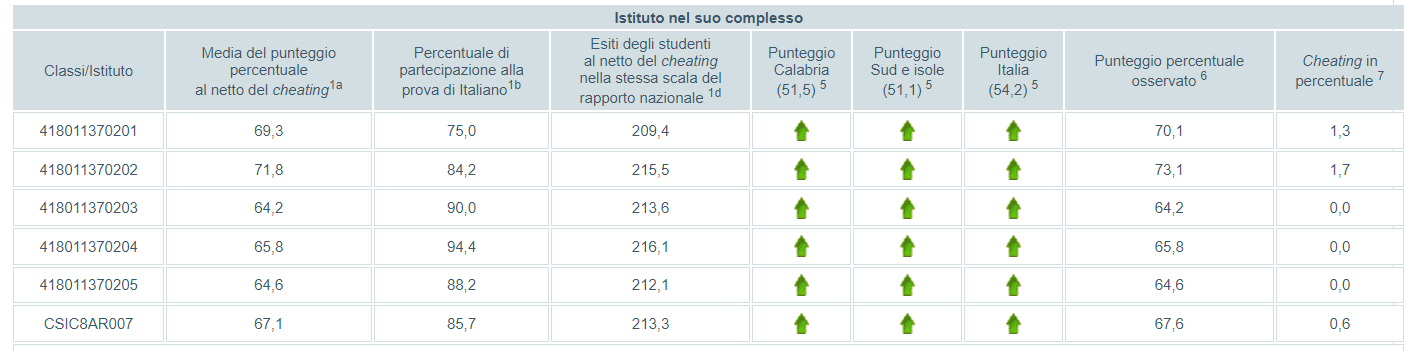 Istituto nel suo complesso
Classi/Istituto
Media del punteggio
percentuale
al netto del cheating1a
Percentuale di
partecipazione alla
prova di Italiano1b
Esiti degli studenti
al netto del cheating
nella stessa scala del
rapporto nazionale 1d
Punteggio
Calabria
(51,5) 5
Punteggio
Sud e isole
(51,1) 5
Punteggio
Italia
(54,2) 5
Punteggio percentuale
osservato 6
Cheating in
percentuale 7
418011370201 69,3 75,0 209,4 70,1 1,3
418011370202 71,8 84,2 215,5 73,1 1,7
418011370203 64,2 90,0 213,6 64,2 0,0
418011370204 65,8 94,4 216,1 65,8 0,0
418011370205 64,6 88,2 212,1 64,6 0,0
CSIC8AR007 67,1 85,7 213,3 67,6 0,6